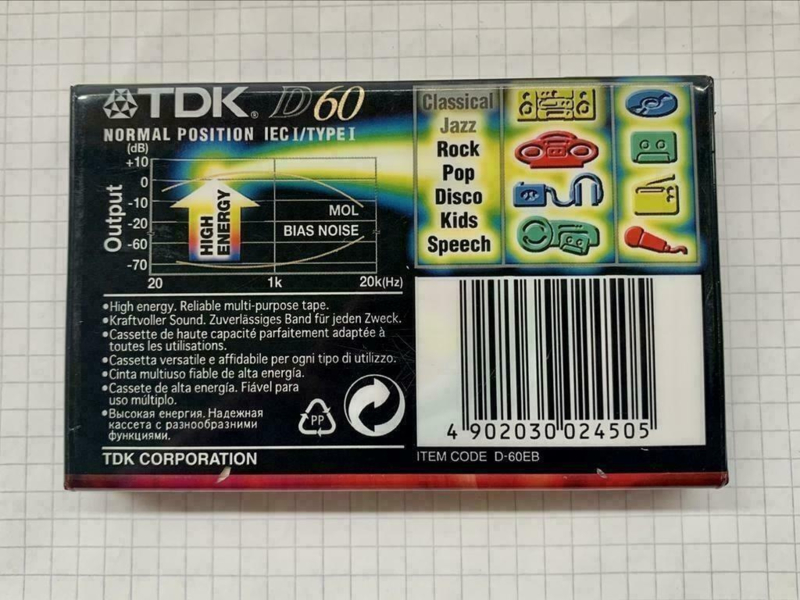 TDK® D60
NORMAL POSITION IEC I/TYPE I
(dB)
+10
0
-10
-20
-60
-70
Output
HIGH
ENERGY
MOL
BIAS NOISE
20 1k 20k(Hz)
Classical
Jazz
Rock
Pop
Disco
Kids
Speech
•High energy. Reliable multi-purpose tape.
•Kraftvoller Sound. Zuverlässiges Band für jeden Zweck.
•Cassette de haute capacité parfaitement adaptée à
toutes les utilisations.
•Cassetta versatile e affidabile per ogni tipo di utilizzo.
•Cinta multiuso fiable de alta energía.
•Cassete de alta energía. Fiável para
uso múltiplo.
•Высокая енергия. Надежная
кассета с разнообразними
функциями.
PP
TDK CORPORATION
4 902030 024505
ITEM CODE D-60EB